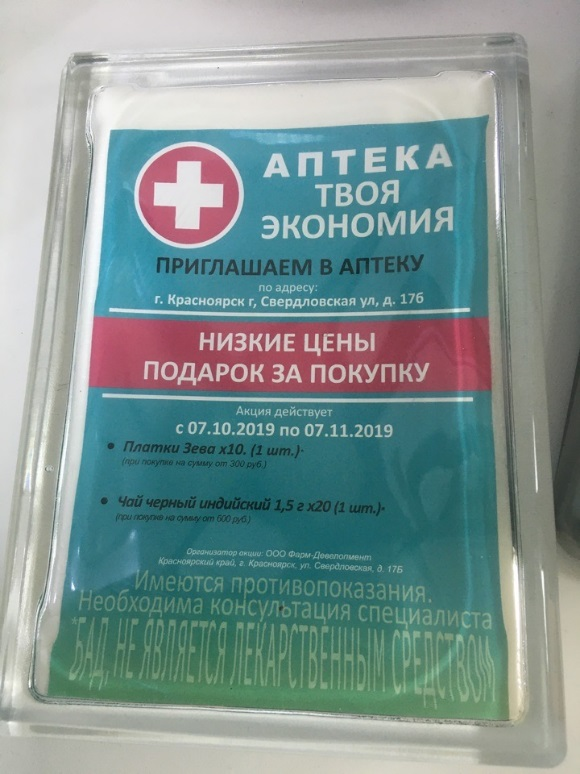 АПТЕКА
ТВОЯ
ЭКОНОМИЯ
ПРИГЛАШАЕМ В АПТЕКУ
по адресу:
г. Красноярск г, Свердловская ул, д. 17б
НИЗКИЕ ЦЕНЫ
ПОДАРОК ЗА ПОКУПКУ
Акция действует
с 07.10.2019 по 07.11.2019
• Платки Зева х10. (1 шт.)·
(при покупке на сумму от 300 руб.)
• Чай черный индийский 1,5 г х20 (1 шт.)·
(при покупке на сумму от 500 руб.)
Организатор акции: ООО Фарм-Девелопмент
Красноярский край, г. Красноярск, ул. Свердловская, д. 17Б
Имеются противопоказания.
Необходима консультация специалиста
*БАД, НЕ ЯВЛЯЕТСЯ ЛЕКАРСТВЕННЫМ СРЕДСТВОМ